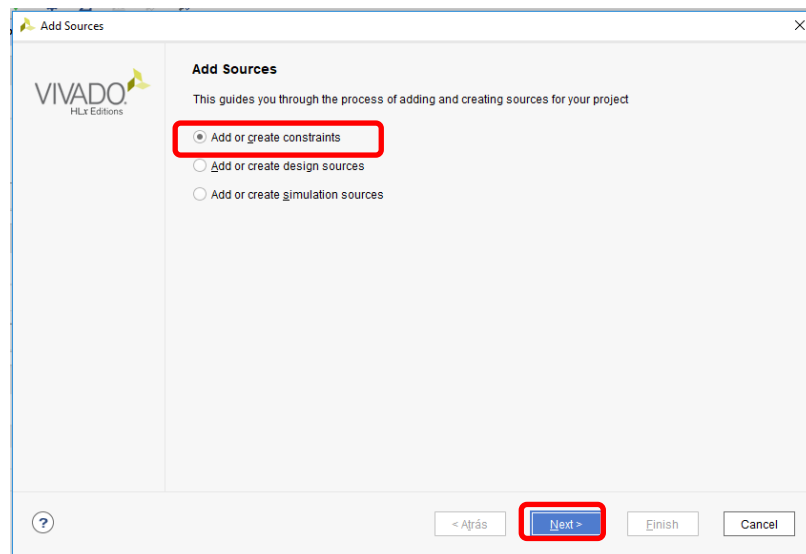 Add Sources
VIVADO.
HLx Editions
Add Sources
This guides you through the process of adding and creating sources for your project
Add or create constraints
Add or create design sources
Add or create simulation sources
?
< Atrás
Next >
Finish
Cancel